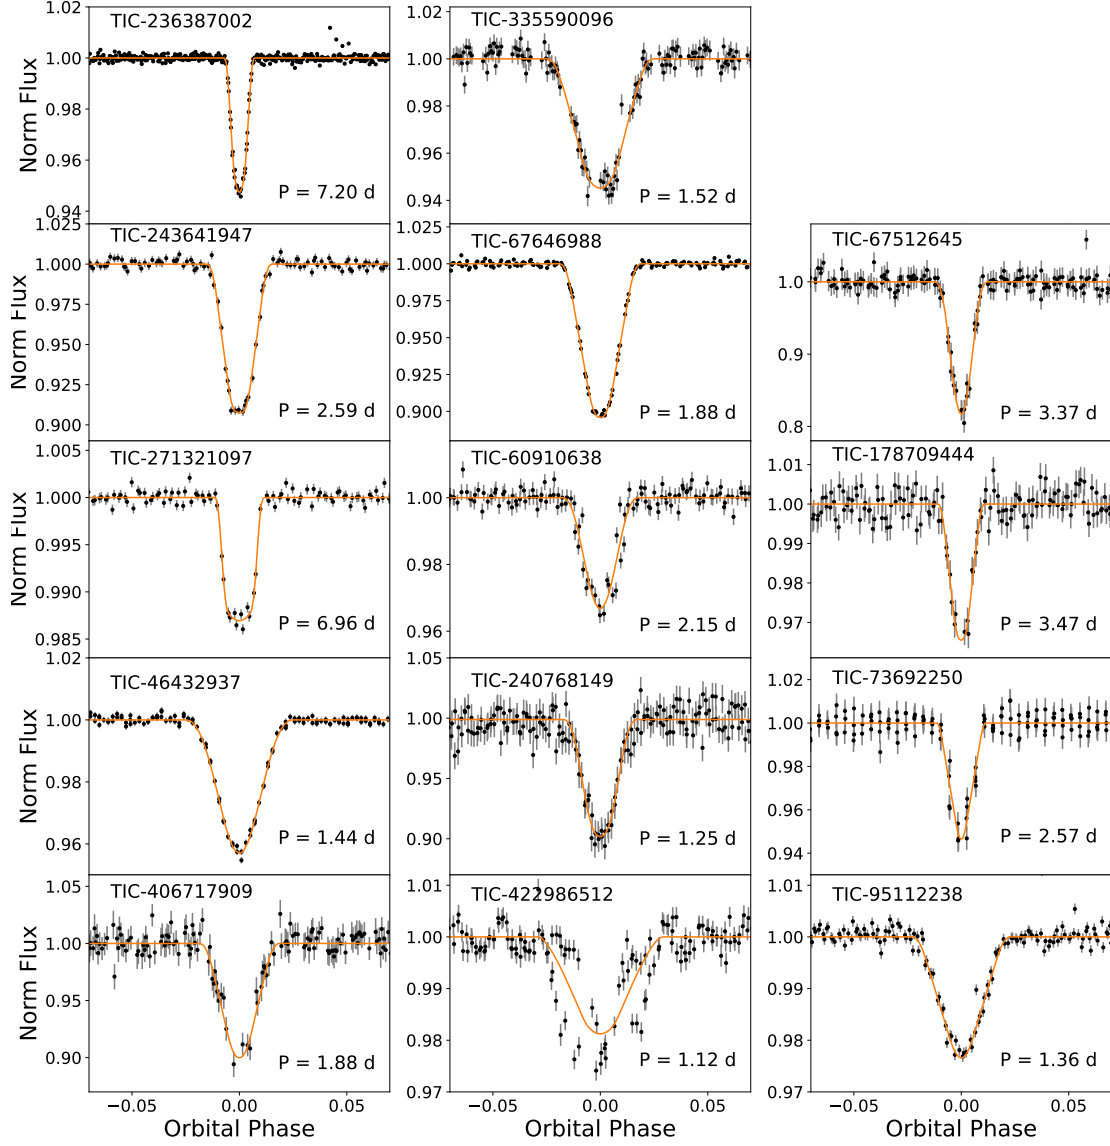 1.02
TIC-236387002
1.00
0.98
0.96
0.94
P = 7.20 d
Norm Flux
1.02
TIC-335590096
1.00
0.98
0.96
0.94
P = 1.52 d
1.025
TIC-243641947
1.000
0.975
0.950
0.925
0.900
P = 2.59 d
Norm Flux
1.025
TIC-67646988
1.000
0.975
0.950
0.925
0.900
P = 1.88 d
TIC-67512645
1.0
0.9
0.8
P = 3.37 d
1.005
TIC-271321097
1.000
0.995
0.990
0.985
P = 6.96 d
Norm Flux
1.02
TIC-60910638
1.00
0.98
0.96
P = 2.15 d
1.01
TIC-178709444
1.00
0.99
0.98
0.97
P = 3.47 d
1.02
TIC-46432937
1.00
0.98
0.96
P = 1.44 d
Norm Flux
1.05
TIC-240768149
1.00
0.95
0.90
P = 1.25 d
1.02
TIC-73692250
1.00
0.98
0.96
0.94
P = 2.57 d
1.05
TIC-406717909
1.00
0.95
0.90
P = 1.88 d
Norm Flux
−0.05
0.00
0.05
Orbital Phase
1.01
TIC-422986512
1.00
0.99
0.98
0.97
P = 1.12 d
−0.05
0.00
0.05
Orbital Phase
1.01
TIC-95112238
1.00
0.99
0.98
0.97
P = 1.36 d
−0.05
0.00
0.05
Orbital Phase